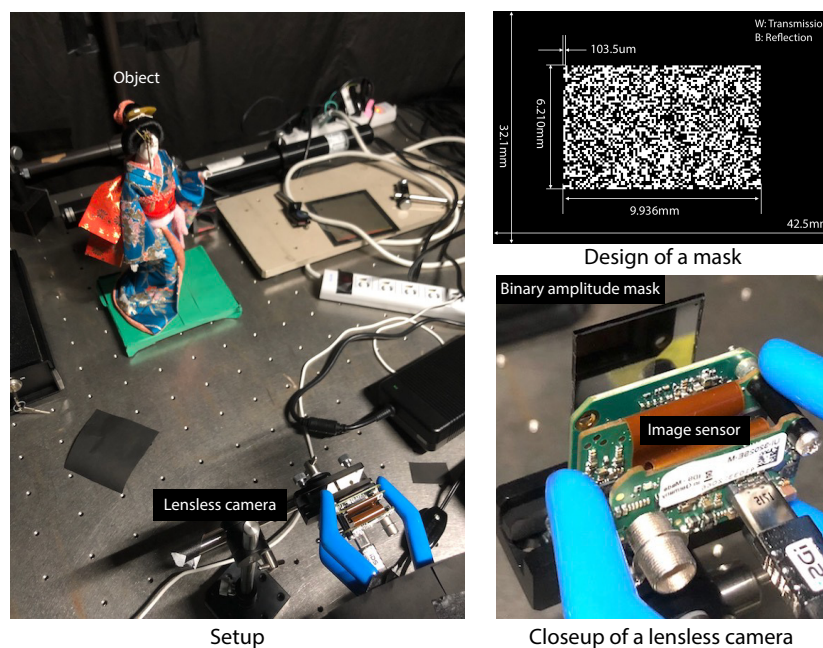 Object
Lensless camera
Setup
W: Transmissio
B: Reflection
103.5um
6.210mm
32.1mm
9.936mm
42.5mm
Design of a mask
Binary amplitude mask
Image sensor
Closeup of a lensless camera